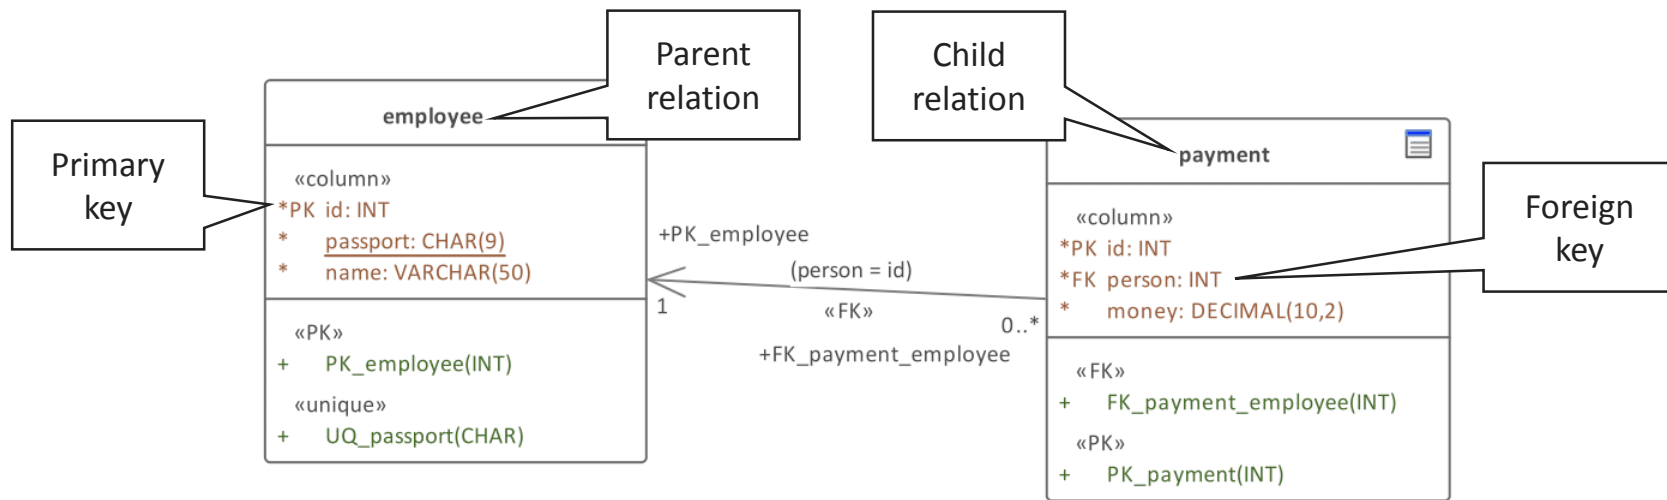 Parent
relation
Child
relation
Primary
key
Foreign
key
employee
«column»
*PK id: INT
* passport: CHAR(9)
* name: VARCHAR(50)
«PK»
+ PK_employee(INT)
«unique»
+ UQ_passport(CHAR)
+PK_employee
(person = id)
1
«FK»
0..*
+FK_payment_employee
payment
«column»
*PK id: INT
*FK person: INT
* money: DECIMAL(10,2)
«FK»
+ FK_payment_employee(INT)
«PK»
+ PK_payment(INT)